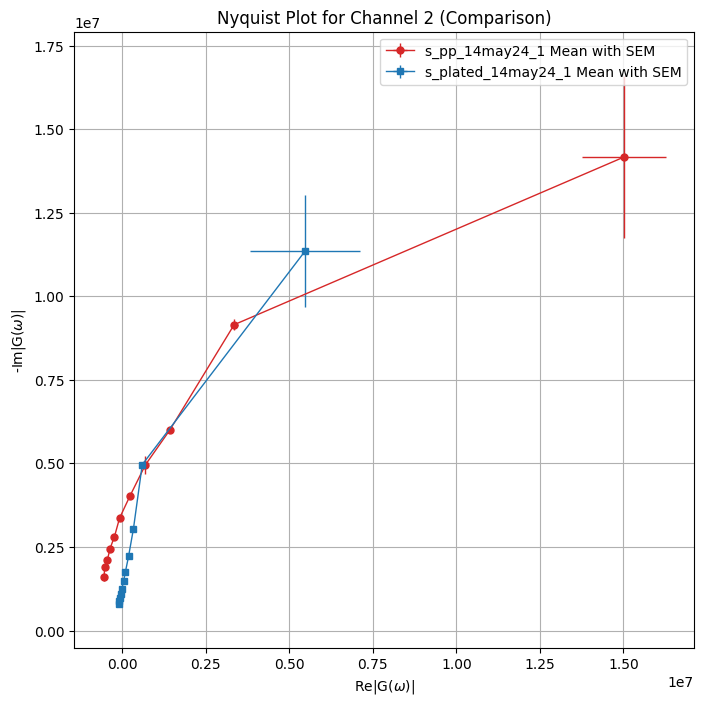 Nyquist Plot for Channel 2 (Comparison)
1e7
s_pp_14may24_1 Mean with SEM
s_plated_14may24_1 Mean with SEM
1.75
1.50
1.25
1.00
0.75
0.50
0.25
0.00
-Im|G(ω)|
0.00 0.25 0.50 0.75 1.00 1.25 1.50
1e7
Re|G(ω)|